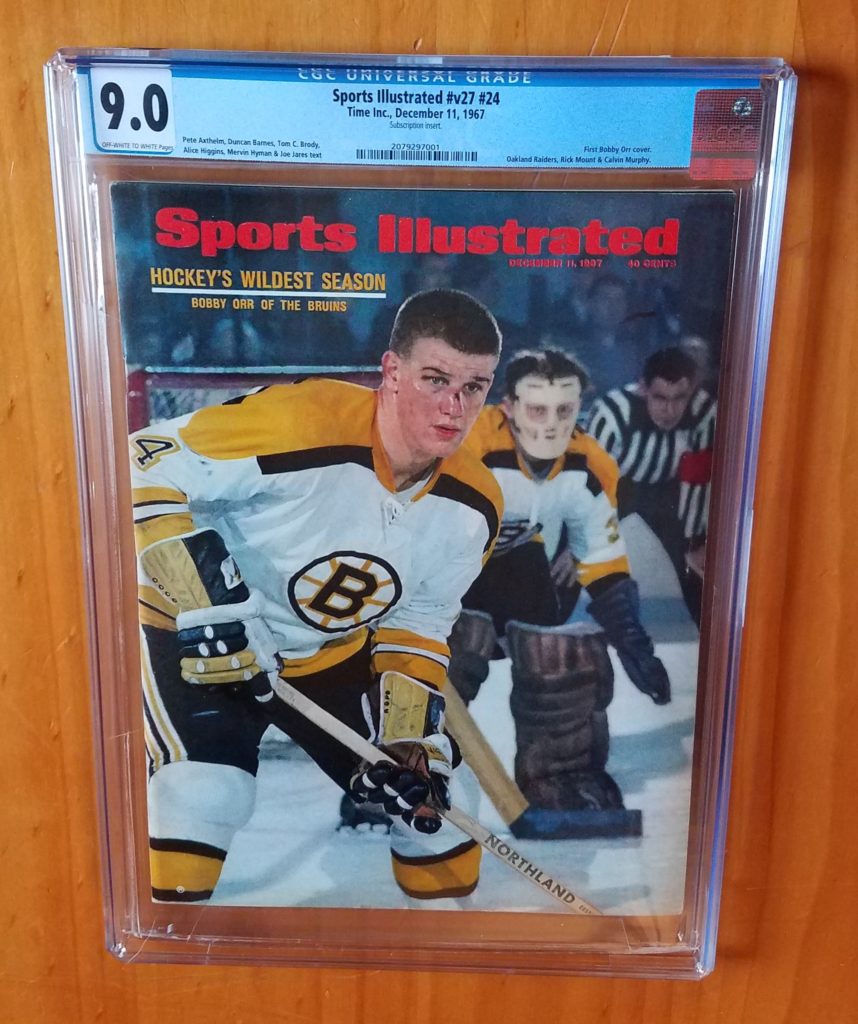 CGC UNIVERSAL GRADE
9.0
OFF-WHITE TO WHITE Pages
Sports Illustrated #v27 #24
Time Inc., December 11, 1967
Subscription insert.
Pete Axthelm, Duncan Barnes, Tom C. Brody,
Alice Higgins, Mervin Hyman & Joe Jares text
2079297001
First Bobby Orr cover.
Oakland Raiders, Rick Mount & Calvin Murphy.
CGC
Sports Illustrated
DECEMBER 11, 1967 40 CENTS
HOCKEY'S WILDEST SEASON
BOBBY ORR OF THE BRUINS
4
3
B
NORTHLAND